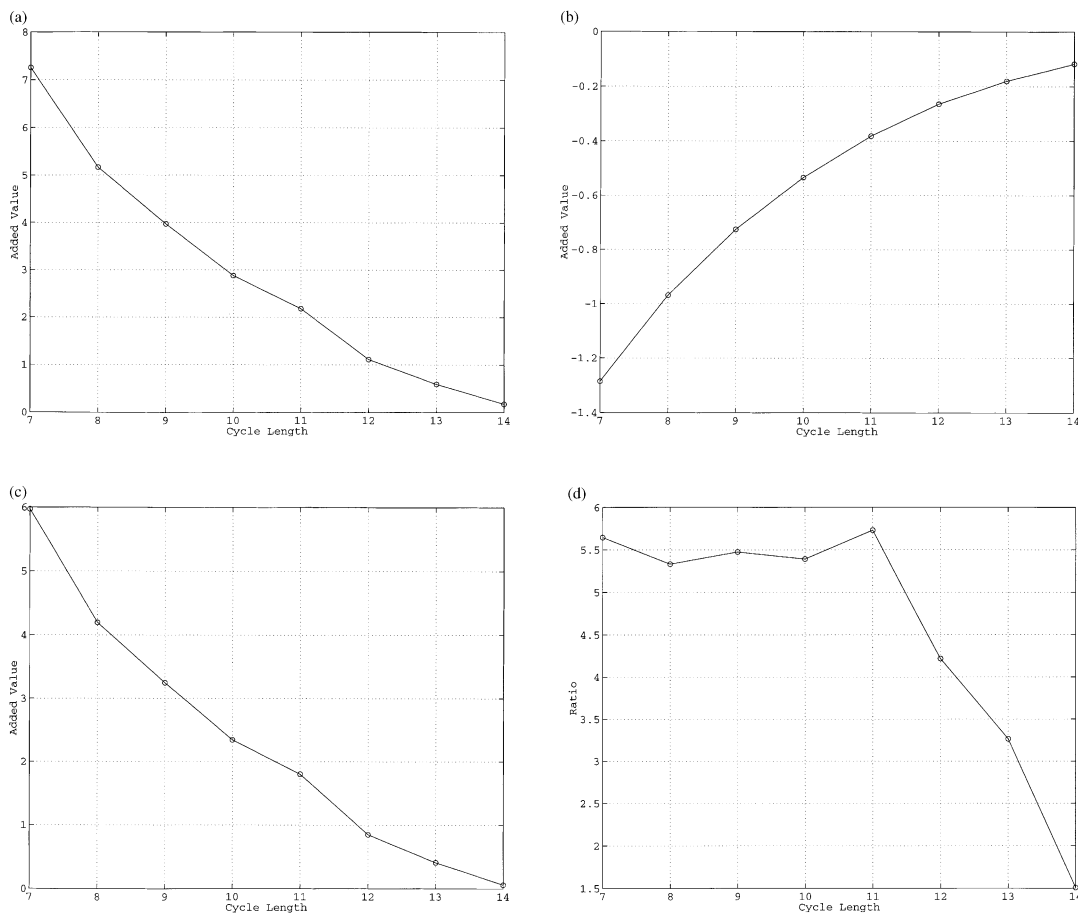 (a)
8
7
6
5
4
3
2
1
0
Added Value
7 8 9 10 11 12 13 14
Cycle Length
(b)
0
-0.2
-0.4
-0.6
-0.8
-1
-1.2
-1.4
Added Value
7 8 9 10 11 12 13 14
Cycle Length
(c)
6
5
4
3
2
1
0
Added Value
7 8 9 10 11 12 13 14
Cycle Length
(d)
6
5.5
5
4.5
4
3.5
3
2.5
2
1.5
Ratio
7 8 9 10 11 12 13 14
Cycle Length